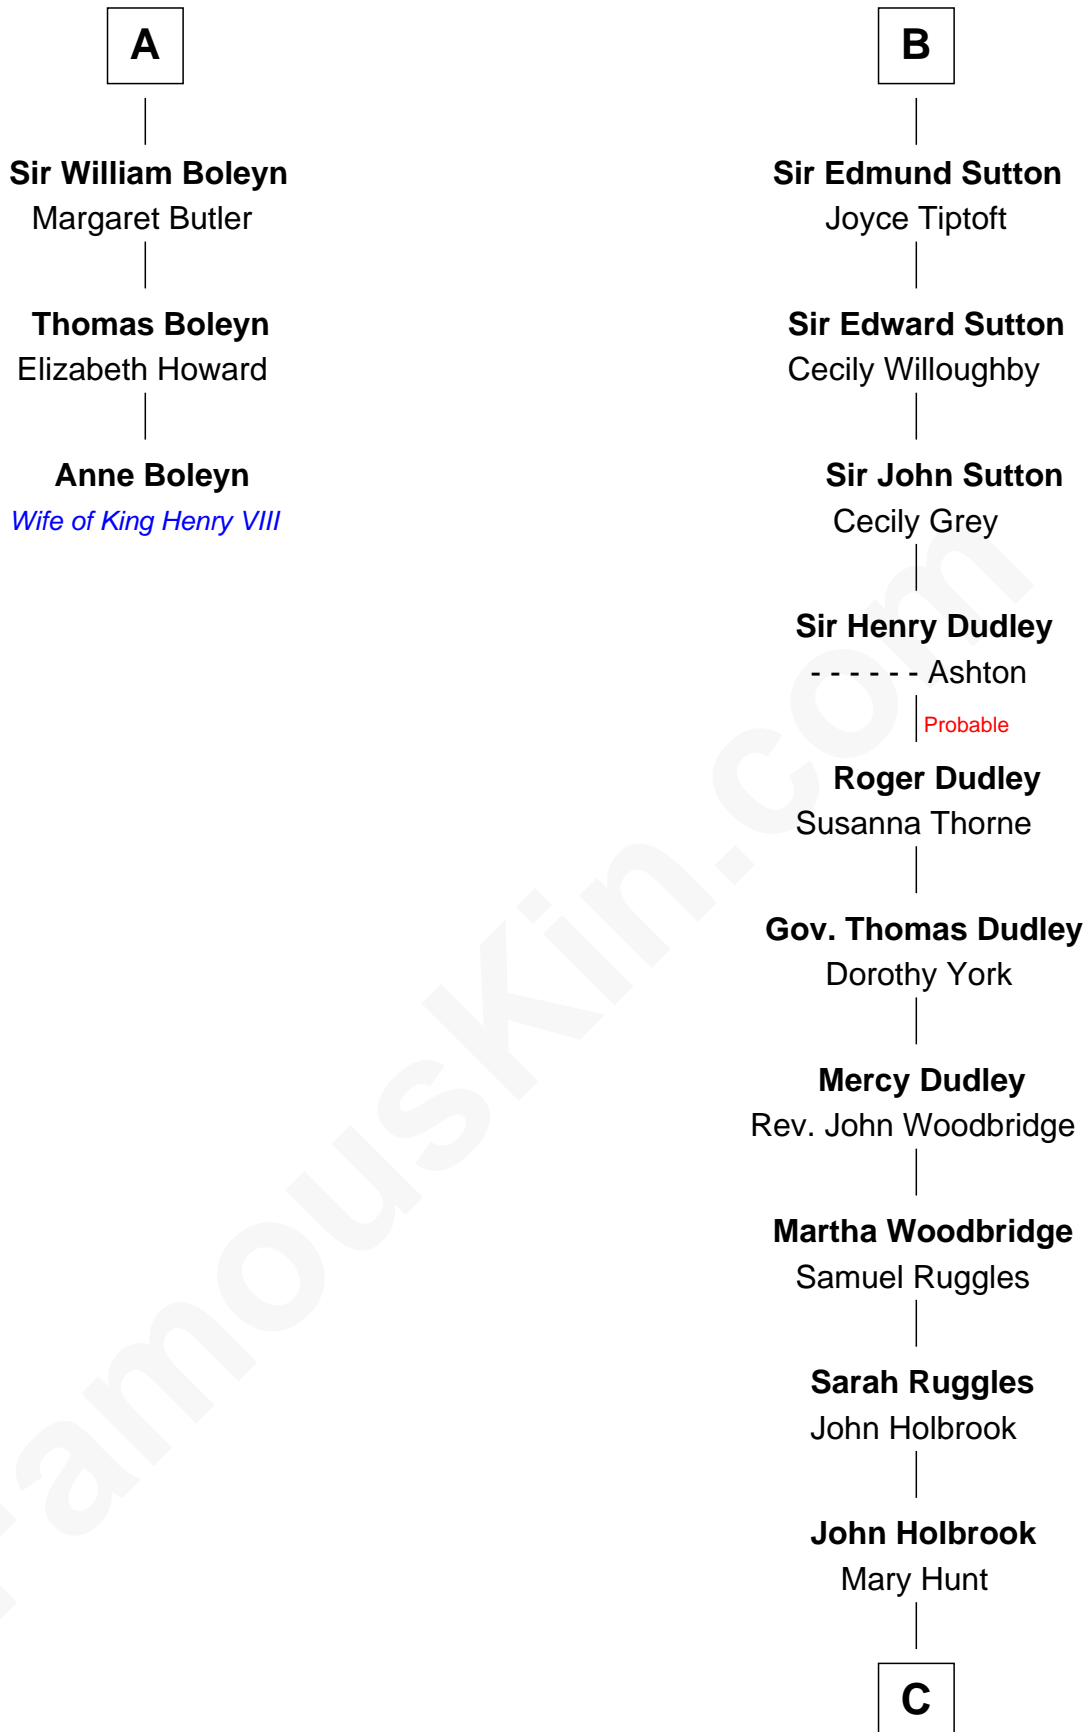 A
Sir William Boleyn
Margaret Butler
Thomas Boleyn
Elizabeth Howard
Anne Boleyn
Wife of King Henry VIII
B
Sir Edmund Sutton
Joyce Tiptoft
Sir Edward Sutton
Cecily Willoughby
Sir John Sutton
Cecily Grey
Sir Henry Dudley
- - - - - - Ashton
Probable
Roger Dudley
Susanna Thorne
Gov. Thomas Dudley
Dorothy York
Mercy Dudley
Rev. John Woodbridge
Martha Woodbridge
Samuel Ruggles
Sarah Ruggles
John Holbrook
John Holbrook
Mary Hunt
C
FamousKin.com